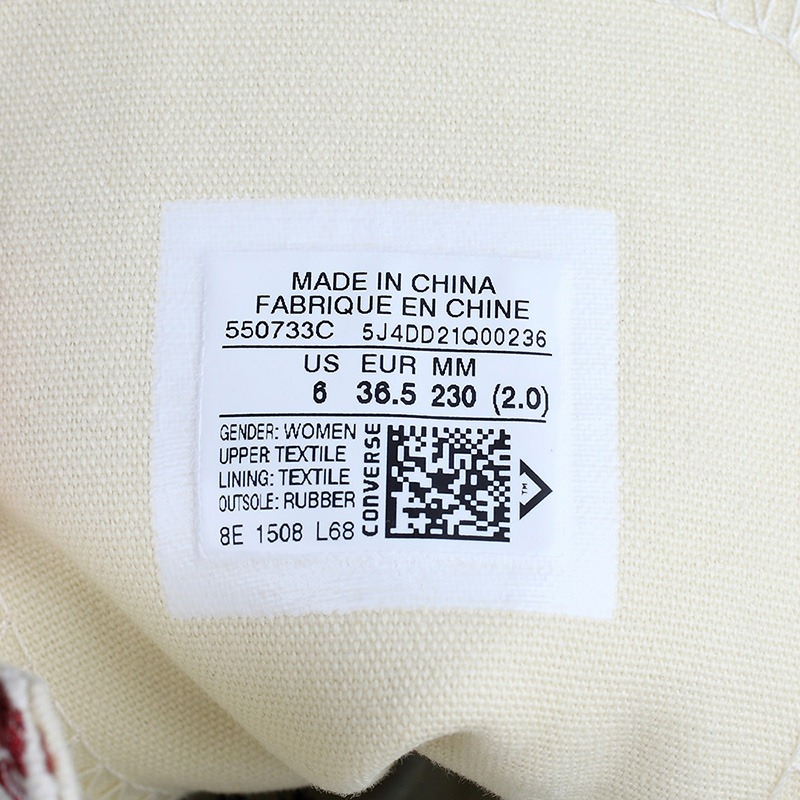 MADE IN CHINA
FABRIQUE EN CHINE
550733C 5J4DD21Q00236
US EUR MM
6 36.5 230 (2.0)
GENDER: WOMEN
UPPER: TEXTILE
LINING: TEXTILE
OUTSOLE: RUBBER
8E 1508 L68
CONVERSE
TM